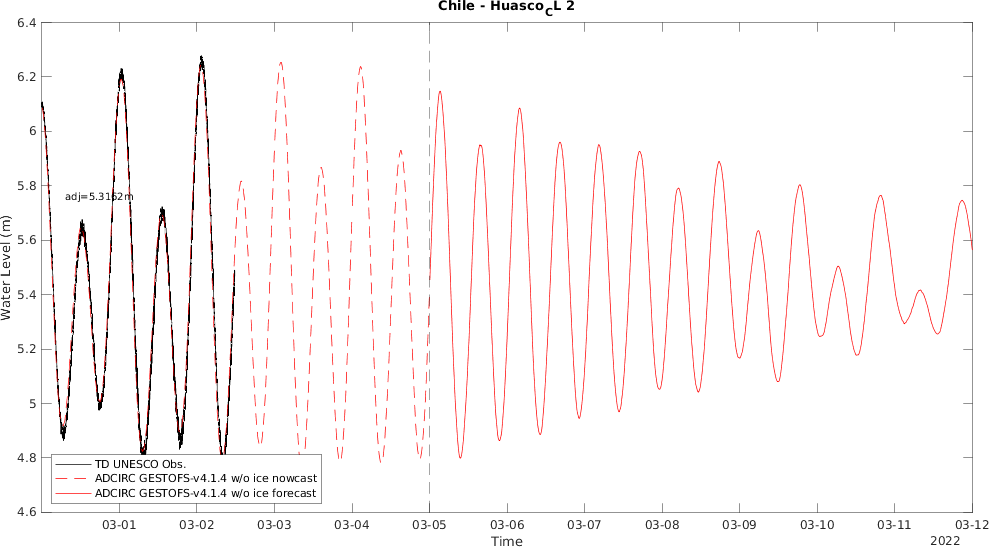 Chile - Huasco_CL 2
6.4
6.2
6
5.8
5.6
5.4
5.2
5
4.8
4.6
Water Level (m)
adj=5.3162m
TD UNESCO Obs.
ADCIRC GESTOFS-v4.1.4 w/o ice nowcast
ADCIRC GESTOFS-v4.1.4 w/o ice forecast
03-01 03-02 03-03 03-04 03-05 03-06 03-07 03-08 03-09 03-10 03-11 03-12
Time
2022